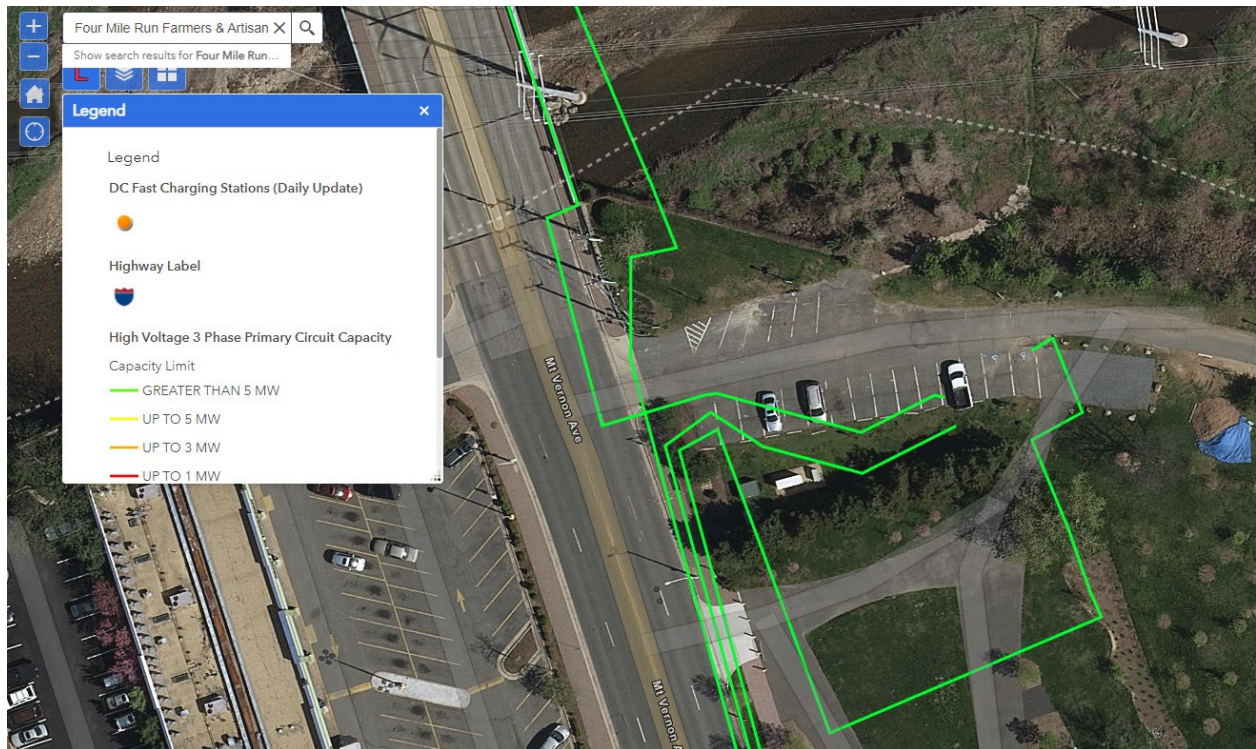 Four Mile Run Farmers & Artisan
Show search results for Four Mile Run...
Legend
Legend
DC Fast Charging Stations (Daily Update)
Highway Label
High Voltage 3 Phase Primary Circuit Capacity
Capacity Limit
GREATER THAN 5 MW
UP TO 5 MW
UP TO 3 MW
UP TO 1 MW
Mt Vernon Ave
Mt Vernon A